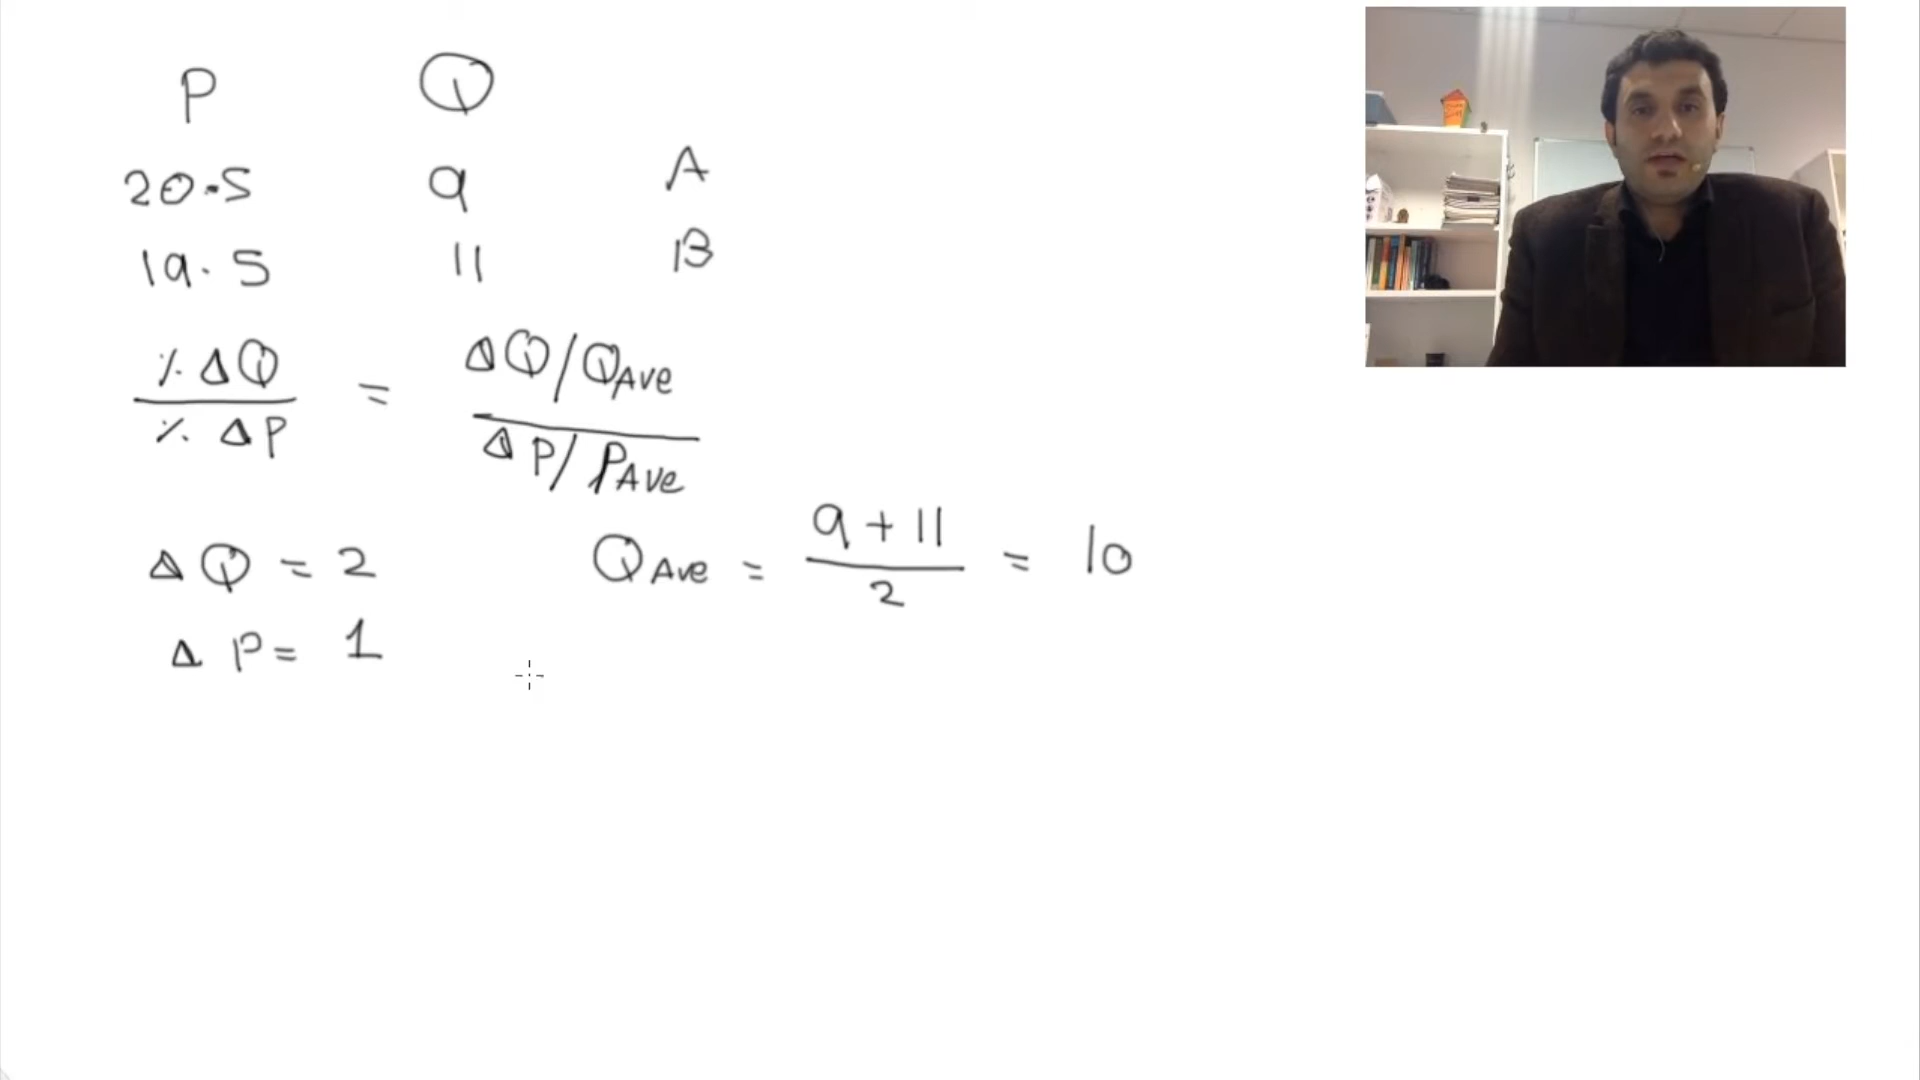 P Q
20.5 9 A
19.5 11 B
% ΔQ / % ΔP = ΔQ/QAve / ΔP/PAve
ΔQ = 2 QAve = 9+11 / 2 = 10
ΔP = 1